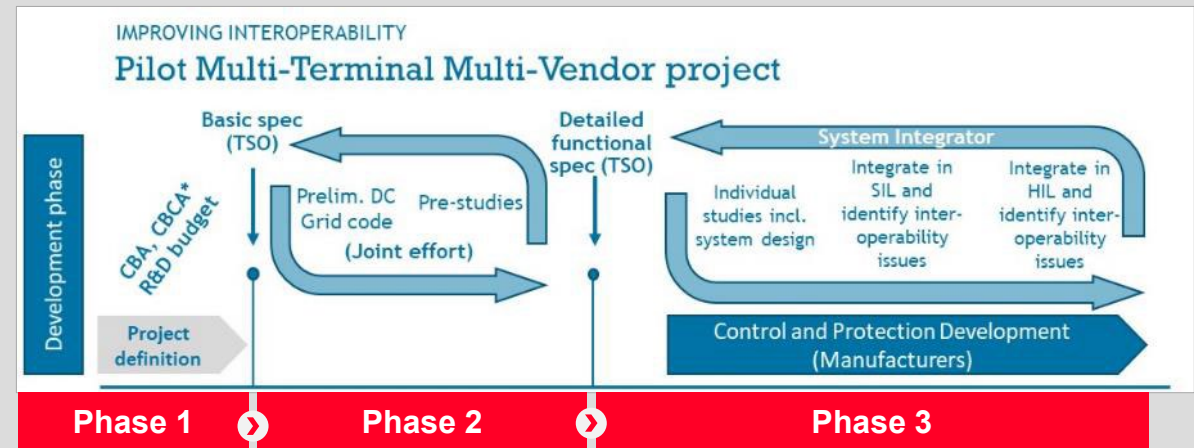 IMPROVING INTEROPERABILITY
Pilot Multi-Terminal Multi-Vendor project
Development phase
CBA, CBCA*
R&D budget
Project
definition
Basic spec
(TSO)
Prelim. DC
Grid code
Pre-studies
(Joint effort)
Detailed
functional
spec (TSO)
System Integrator
Individual
studies incl.
system design
Integrate in
SIL and
identify inter-
operability
issues
Integrate in
HIL and
identify inter-
operability
issues
Control and Protection Development
(Manufacturers)
Phase 1
Phase 2
Phase 3